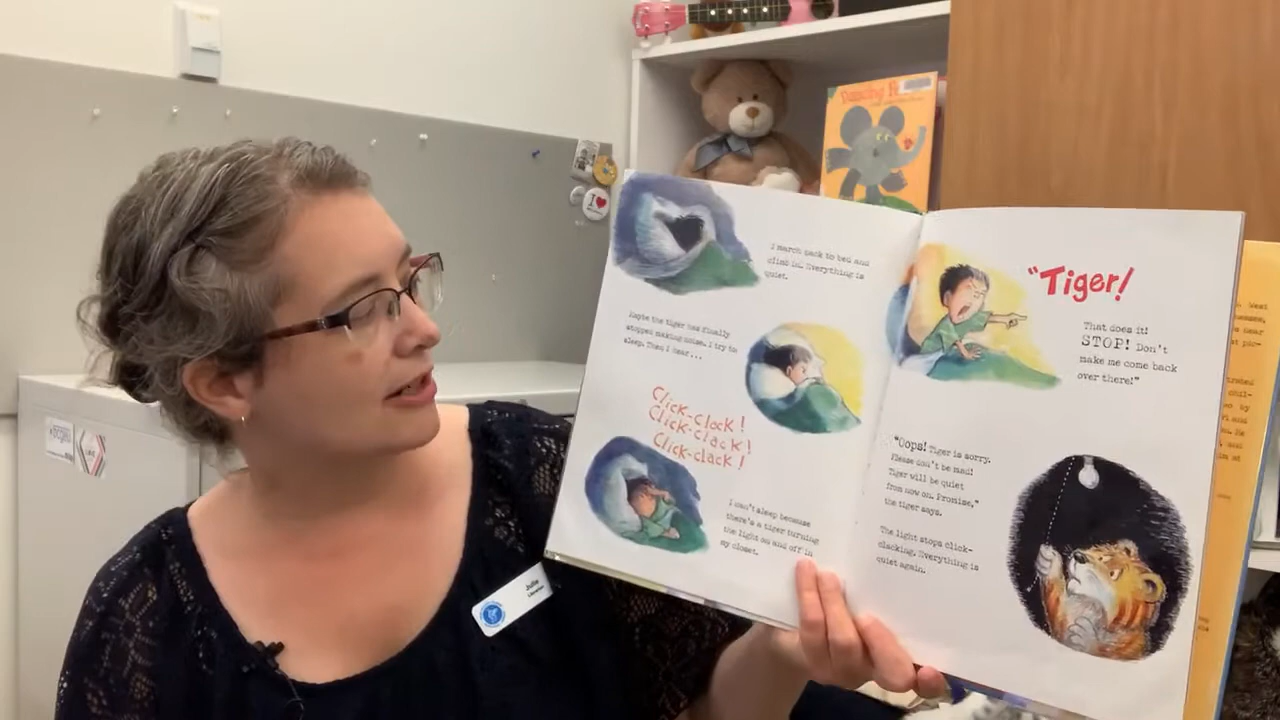 Dancing
I march back to bed and
climb in. Everything is
quiet.
Maybe the tiger has finally
stopped making noise. I try to
sleep. Then I hear...
Click-clack!
Click-clack!
Click-clack!
I can't sleep because
there's a tiger turning
the light on and off in
my closet.
"Tiger!
That does it!
STOP! Don't
make me come back
over there!"
"Oops! Tiger is sorry.
Please don't be mad!
Tiger will be quiet
from now on. Promise,"
the tiger says.
The light stops click-
clacking. Everything is
quiet again.
Julie
Librarian
I